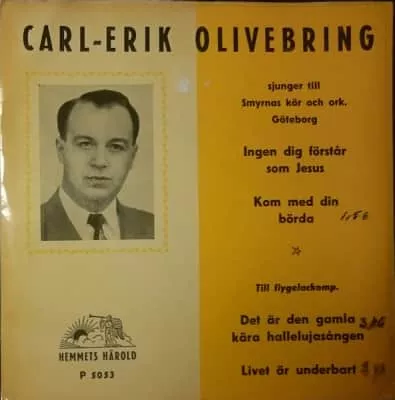 CARL-ERIK OLIVEBRING
sjunger till
Smyrnas kör och ork.
Göteborg
Ingen dig förstår
som Jesus
Kom med din
börda
Till flygelackomp.
Det är den gamla
kära hallelujasången
Livet är underbart
HEMMETS HÄROLD
P 5053